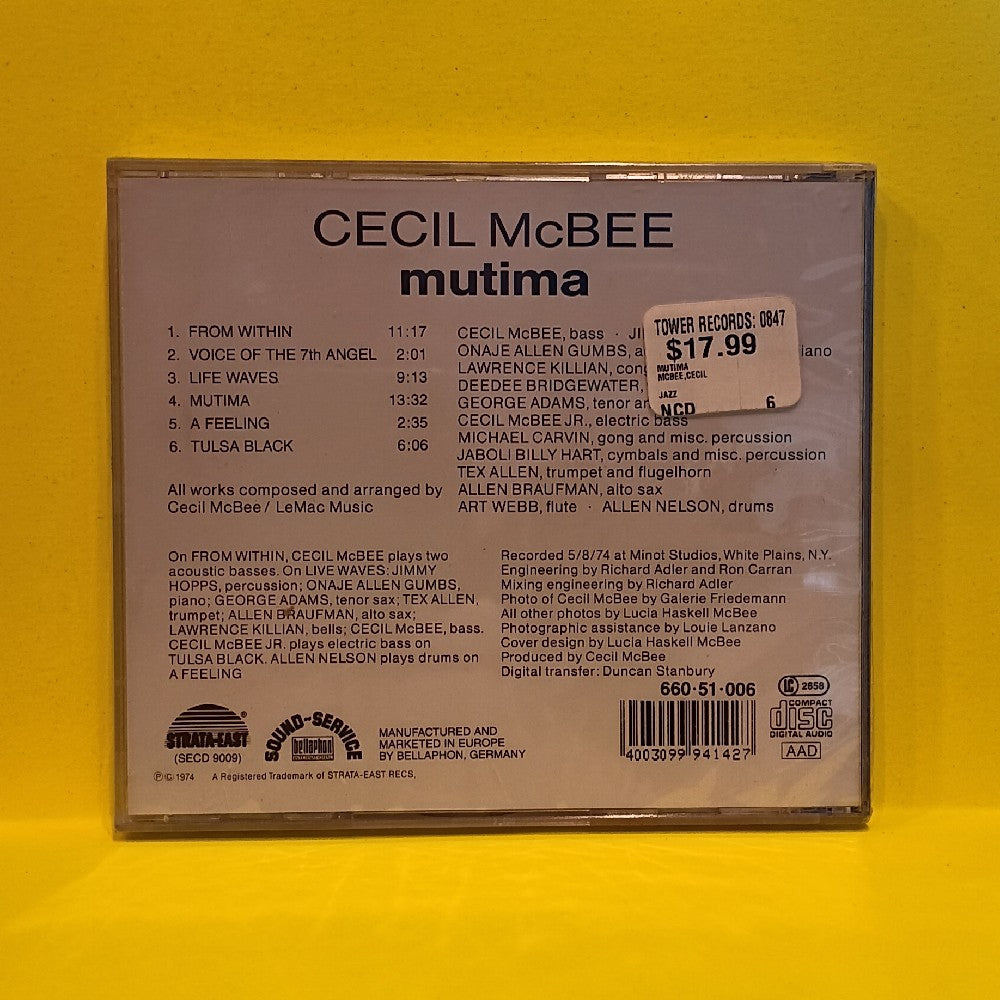 CECIL McBEE
mutima
1. FROM WITHIN 11:17
2. VOICE OF THE 7th ANGEL 2:01
3. LIFE WAVES 9:13
4. MUTIMA 13:32
5. A FEELING 2:35
6. TULSA BLACK 6:06
All works composed and arranged by
Cecil McBee / LeMac Music
CECIL McBEE, bass ·
ONAJE ALLEN GUMBS,
LAWRENCE KILLIAN,
DEEDEE BRIDGEWATER,
GEORGE ADAMS, tenor
CECIL McBEE JR., electric bass
MICHAEL CARVIN, gong and misc. percussion
JABOLI BILLY HART, cymbals and misc. percussion
TEX ALLEN, trumpet and flugelhorn
ALLEN BRAUFMAN, alto sax
ART WEBB, flute · ALLEN NELSON, drums
TOWER RECORDS: 0847
$17.99
MUTIMA
MCBEE,CECIL
JAZZ
NCD 6
On FROM WITHIN, CECIL McBEE plays two
acoustic basses. On LIVE WAVES: JIMMY
HOPPS, percussion; ONAJE ALLEN GUMBS,
piano; GEORGE ADAMS, tenor sax; TEX ALLEN,
trumpet; ALLEN BRAUFMAN, alto sax;
LAWRENCE KILLIAN, bells; CECIL McBEE, bass.
CECIL McBEE JR. plays electric bass on
TULSA BLACK. ALLEN NELSON plays drums on
A FEELING
Recorded 5/8/74 at Minot Studios, White Plains, N.Y.
Engineering by Richard Adler and Ron Carran
Mixing engineering by Richard Adler
Photo of Cecil McBee by Galerie Friedemann
All other photos by Lucia Haskell McBee
Photographic assistance by Louie Lanzano
Cover design by Lucia Haskell McBee
Produced by Cecil McBee
Digital transfer: Duncan Stanbury
660·51·006
LC 2658
STRATA-EAST ®
(SECD 9009)
SOUND-SERVICE
bellaphon
MANUFACTURED AND
MARKETED IN EUROPE
BY BELLAPHON, GERMANY
4003099 941427
COMPACT
disc
DIGITAL AUDIO
AAD
℗ © 1974 A Registered Trademark of STRATA-EAST RECS,